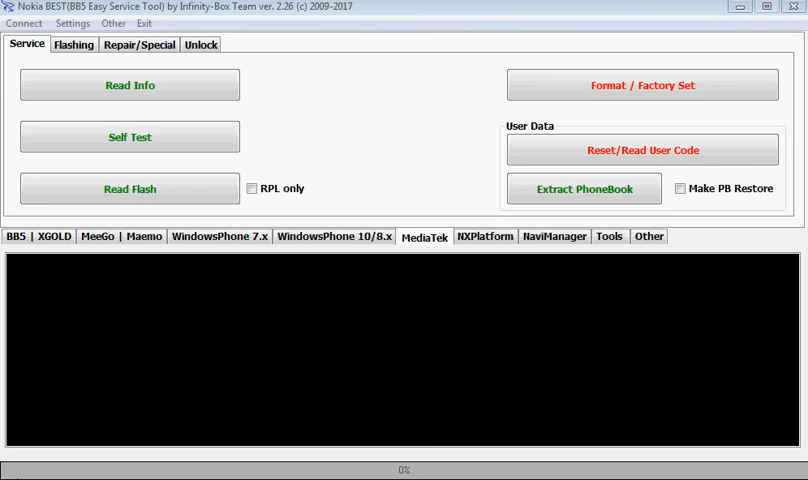 Nokia BEST(BB5 Easy Service Tool) by Infinity-Box Team ver. 2.26 (c) 2009-2017
Connect Settings Other Exit
Service Flashing Repair/Special Unlock
Read Info Format / Factory Set
User Data
Self Test Reset/Read User Code
Read Flash RPL only Extract PhoneBook Make PB Restore
BB5 | XGOLD MeeGo | Maemo WindowsPhone 7.x WindowsPhone 10/8.x MediaTek NXPlatform NaviManager Tools Other
0%